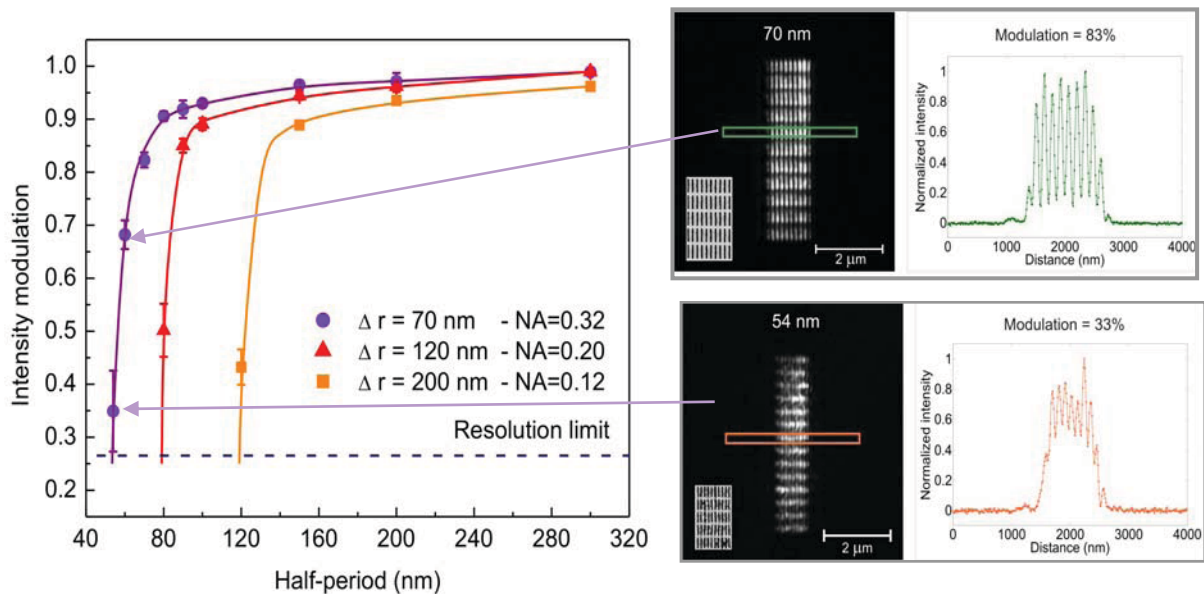 Intensity modulation
1.0
0.9
0.8
0.7
0.6
0.5
0.4
0.3
0.2
40 80 120 160 200 240 280 320
Half-period (nm)
Δ r = 70 nm - NA=0.32
Δ r = 120 nm - NA=0.20
Δ r = 200 nm - NA=0.12
Resolution limit
70 nm
2 μm
Modulation = 83%
Normalized intensity
1
0.8
0.6
0.4
0.2
0
0 1000 2000 3000 4000
Distance (nm)
54 nm
2 μm
Modulation = 33%
Normalized intensity
1
0.8
0.6
0.4
0.2
0
0 1000 2000 3000 4000
Distance (nm)